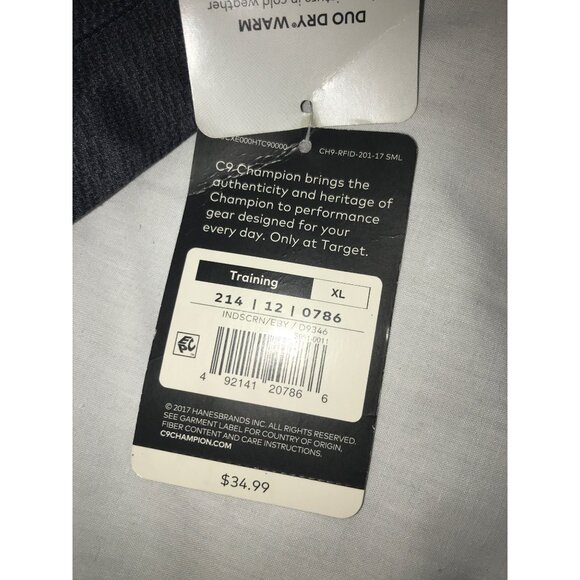 DUO DRY® WARM
in cold weather
CXE000HTC90000
CH9-RFID-201-17 SML
C9 Champion brings the
authenticity and heritage of
Champion to performance
gear designed for your
every day. Only at Target.
Training
XL
214 | 12 | 0786
INDSCRN/EBY / D9346
4 92141 20786 6
© 2017 HANESBRANDS INC. ALL RIGHTS RESERVED.
SEE GARMENT LABEL FOR COUNTRY OF ORIGIN,
FIBER CONTENT AND CARE INSTRUCTIONS.
C9CHAMPION.COM
$34.99